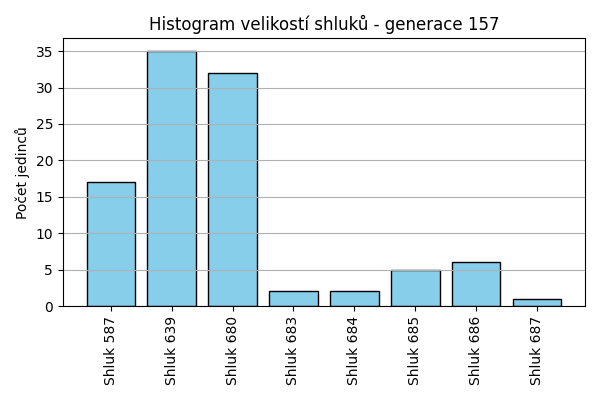 Histogram velikostí shluků - generace 157
Počet jedinců
35
30
25
20
15
10
5
0
Shluk 587
Shluk 639
Shluk 680
Shluk 683
Shluk 684
Shluk 685
Shluk 686
Shluk 687